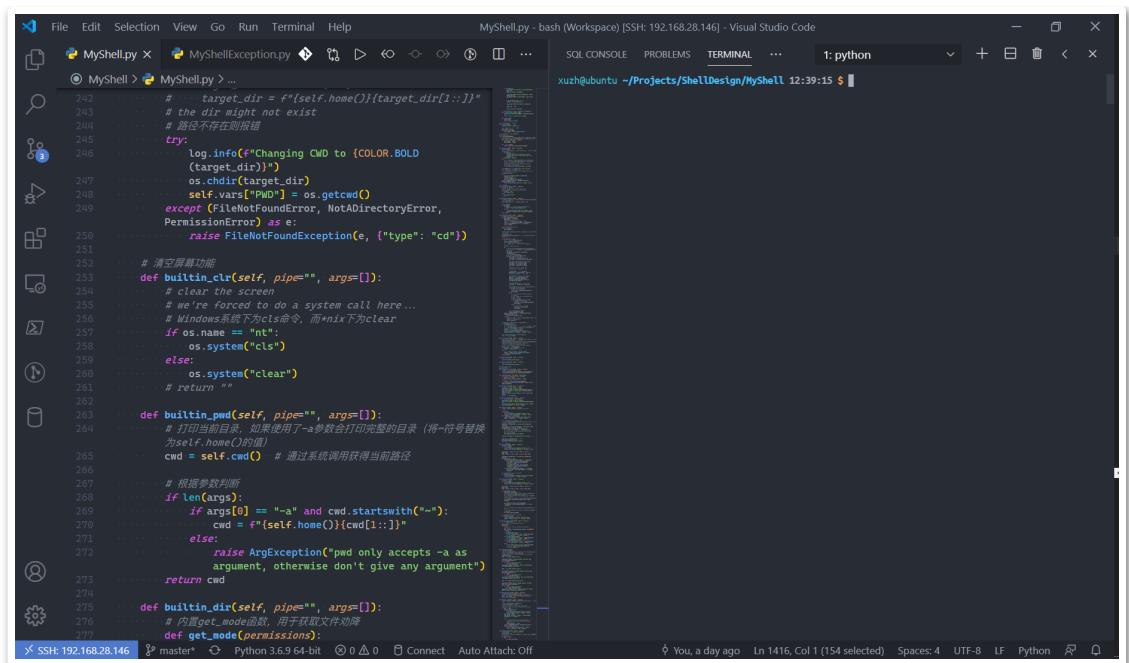 File Edit Selection View Go Run Terminal Help MyShell.py - bash (Workspace) [SSH: 192.168.28.146] - Visual Studio Code
MyShell.py MyShellException.py
MyShell > MyShell.py > ...
242 # target_dir = f"{self.home()}{target_dir[1::]}"
243 # the dir might not exist
244 # 路径不存在则报错
245 try:
246 log.info(f"Changing CWD to {COLOR.BOLD
(target_dir)}")
247 os.chdir(target_dir)
248 self.vars["PWD"] = os.getcwd()
249 except (FileNotFoundError, NotADirectoryError,
PermissionError) as e:
250 raise FileNotFoundException(e, {"type": "cd"})
251
252 # 清空屏幕功能
253 def builtin_clr(self, pipe="", args=[]):
254 # clear the screen
255 # we're forced to do a system call here...
256 # Windows系统下为cls命令，而*nix下为clear
257 if os.name == "nt":
258 os.system("cls")
259 else:
260 os.system("clear")
261 # return ""
262
263 def builtin_pwd(self, pipe="", args=[]):
264 # 打印当前目录，如果使用了-a参数会打印完整的目录（将~符号替换
为self.home()的值）
265 cwd = self.cwd() # 通过系统调用获得当前路径
266
267 # 根据参数判断
268 if len(args):
269 if args[0] == "-a" and cwd.startswith("~"):
270 cwd = f"{self.home()}{cwd[1::]}"
271 else:
272 raise ArgException("pwd only accepts -a as
argument, otherwise don't give any argument")
273 return cwd
274
275 def builtin_dir(self, pipe="", args=[]):
276 # 内置get_mode函数，用于获取文件劝降
277 def get_mode(permissions):
SQL CONSOLE PROBLEMS TERMINAL ... 1: python
xuzh@ubuntu ~/Projects/ShellDesign/MyShell 12:39:15 $
3
SSH: 192.168.28.146 master* Python 3.6.9 64-bit 0 0 Connect Auto Attach: Off You, a day ago Ln 1416, Col 1 (154 selected) Spaces: 4 UTF-8 LF Python